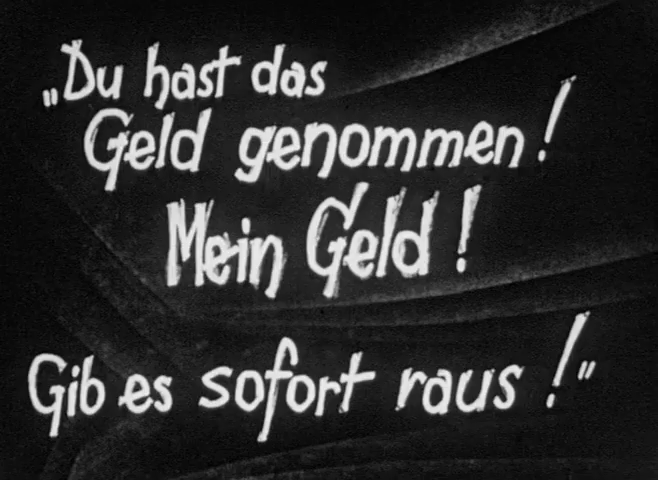 „Du hast das
Geld genommen!
Mein Geld!
Gib es sofort raus!"